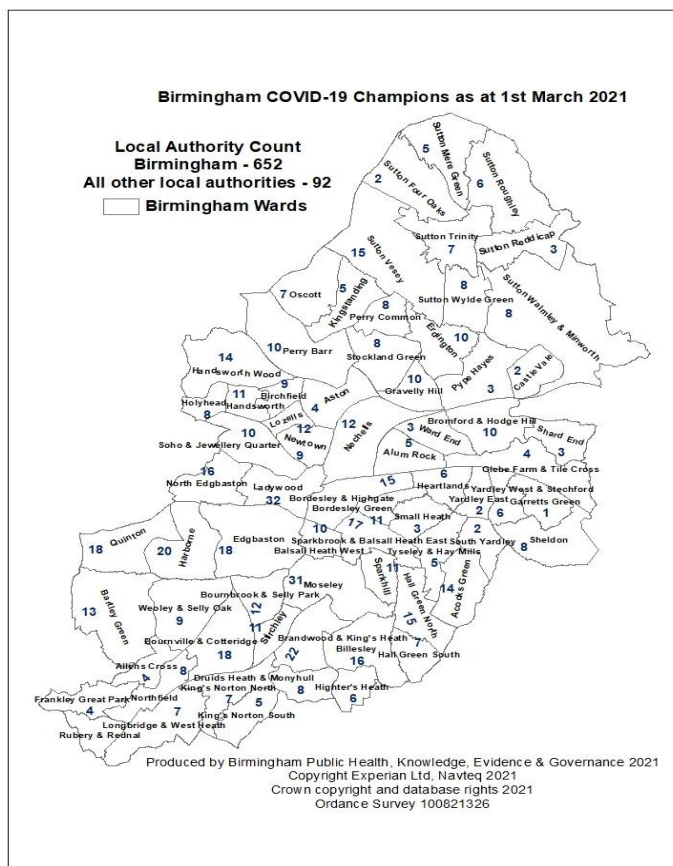 Birmingham COVID-19 Champions as at 1st March 2021
Local Authority Count
Birmingham - 652
All other local authorities - 92
Birmingham Wards
5
Sutton Mere Green
2
Sutton Four Oaks
6
Sutton Roughley
Sutton Trinity
7
Sutton Reddicap
3
15
Sutton Vesey
8
Sutton Wylde Green
8
Sutton Walmley & Minworth
7 Oscott
5
Kingstanding
8
Perry Common
Erdington
10
10 Perry Barr
8
Stockland Green
14
Handsworth Wood
2
Castle Vale
Pype Hayes
3
10
Gravelly Hill
9
Birchfield
11
Handsworth
Holyhead
8
4
Aston
Lozells
12
Newtown
9
12
Nechells
10
Soho & Jewellery Quarter
3 Ward End
5
Alum Rock
Bromford & Hodge Hill
10
Shard End
3
4
Glebe Farm & Tile Cross
16
North Edgbaston
Ladywood
32
15
Bordesley & Highgate
Bordesley Green
6
Heartlands
Yardley West & Stechford
Yardley East
2
6
Garretts Green
1
17
11
Small Heath
3
10
Sparkbrook & Balsall Heath East
Balsall Heath West
2
South Yardley
Tyseley & Hay Mills
5
8
Sheldon
18
Quinton
20
Harborne
18
Edgbaston
11
Sparkhill
Hall Green North
15
14
Acocks Green
31
Moseley
Bournbrook & Selly Park
12
13
Bartley Green
Weoley & Selly Oak
9
11
Stirchley
Bournville & Cotteridge
18
Brandwood & King's Heath
22
Billesley
16
7
Hall Green South
Allens Cross
4
8
Northfield
Druids Heath & Monyhull
8
King's Norton North
7
5
King's Norton South
Highter's Heath
6
Frankley Great Park
4
7
Longbridge & West Heath
Rubery & Rednal
Produced by Birmingham Public Health, Knowledge, Evidence & Governance 2021
Copyright Experian Ltd, Navteq 2021
Crown copyright and database rights 2021
Ordance Survey 100821326